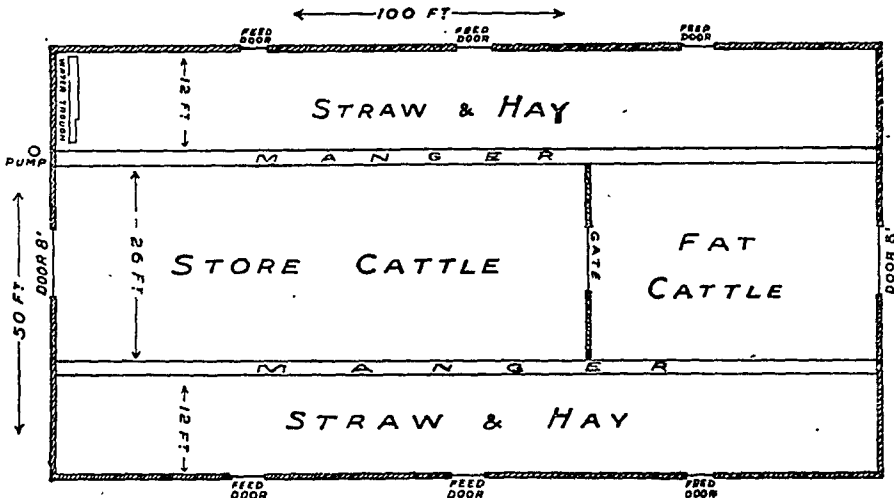 100 FT
FEED
DOOR
FEED
DOOR
FEED
DOOR
WATER TROUGH
12 FT
STRAW & HAY
PUMP
MANGER
DOOR 8'
50 FT
26 FT
STORE CATTLE
GATE
FAT
CATTLE
DOOR 8'
MANGER
12 FT
STRAW & HAY
FEED
DOOR
FEED
DOOR
FEED
DOOR